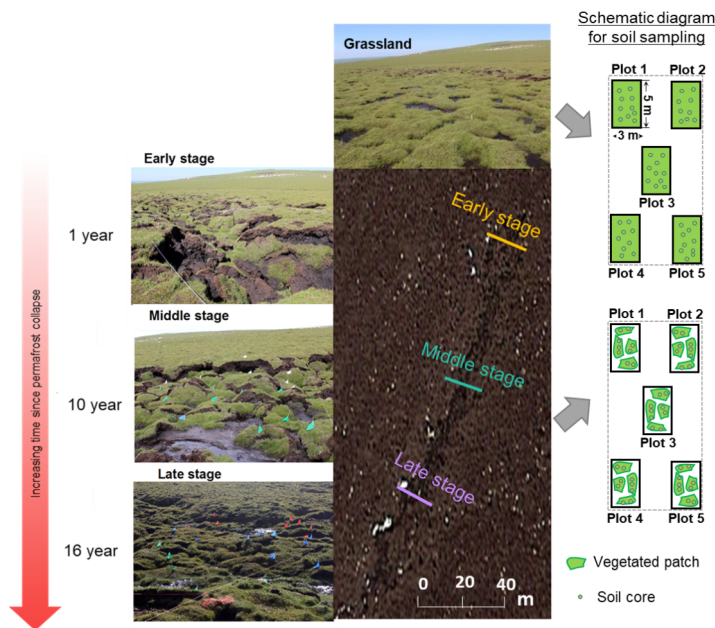 Schematic diagram
for soil sampling
Grassland
Plot 1
Plot 2
5 m
3 m
Plot 3
Plot 4
Plot 5
Early stage
1 year
Early stage
Middle stage
10 year
Middle stage
Plot 1
Plot 2
Plot 3
Plot 4
Plot 5
Late stage
16 year
Late stage
Increasing time since permafrost collapse
0 20 40
m
Vegetated patch
Soil core